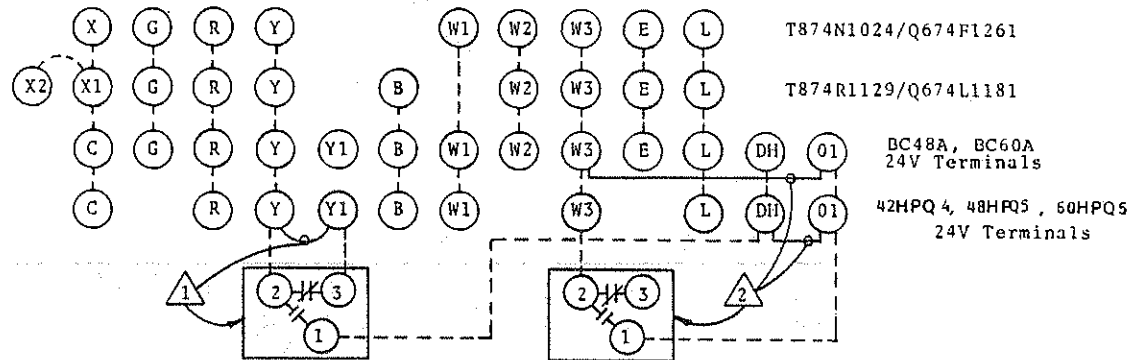 X G R Y W1 W2 W3 E L T874N1024/Q674F1261
X2 X1 G R Y B W2 W3 E L T874R1129/Q674L1181
C G R Y Y1 B W1 W2 W3 E L DH O1 BC48A, BC60A
24V Terminals
C R Y Y1 B W1 W3 L DH O1 42HPQ4, 48HPQ5, 60HPQ5
24V Terminals
1 2 3 2 3 2
1 1